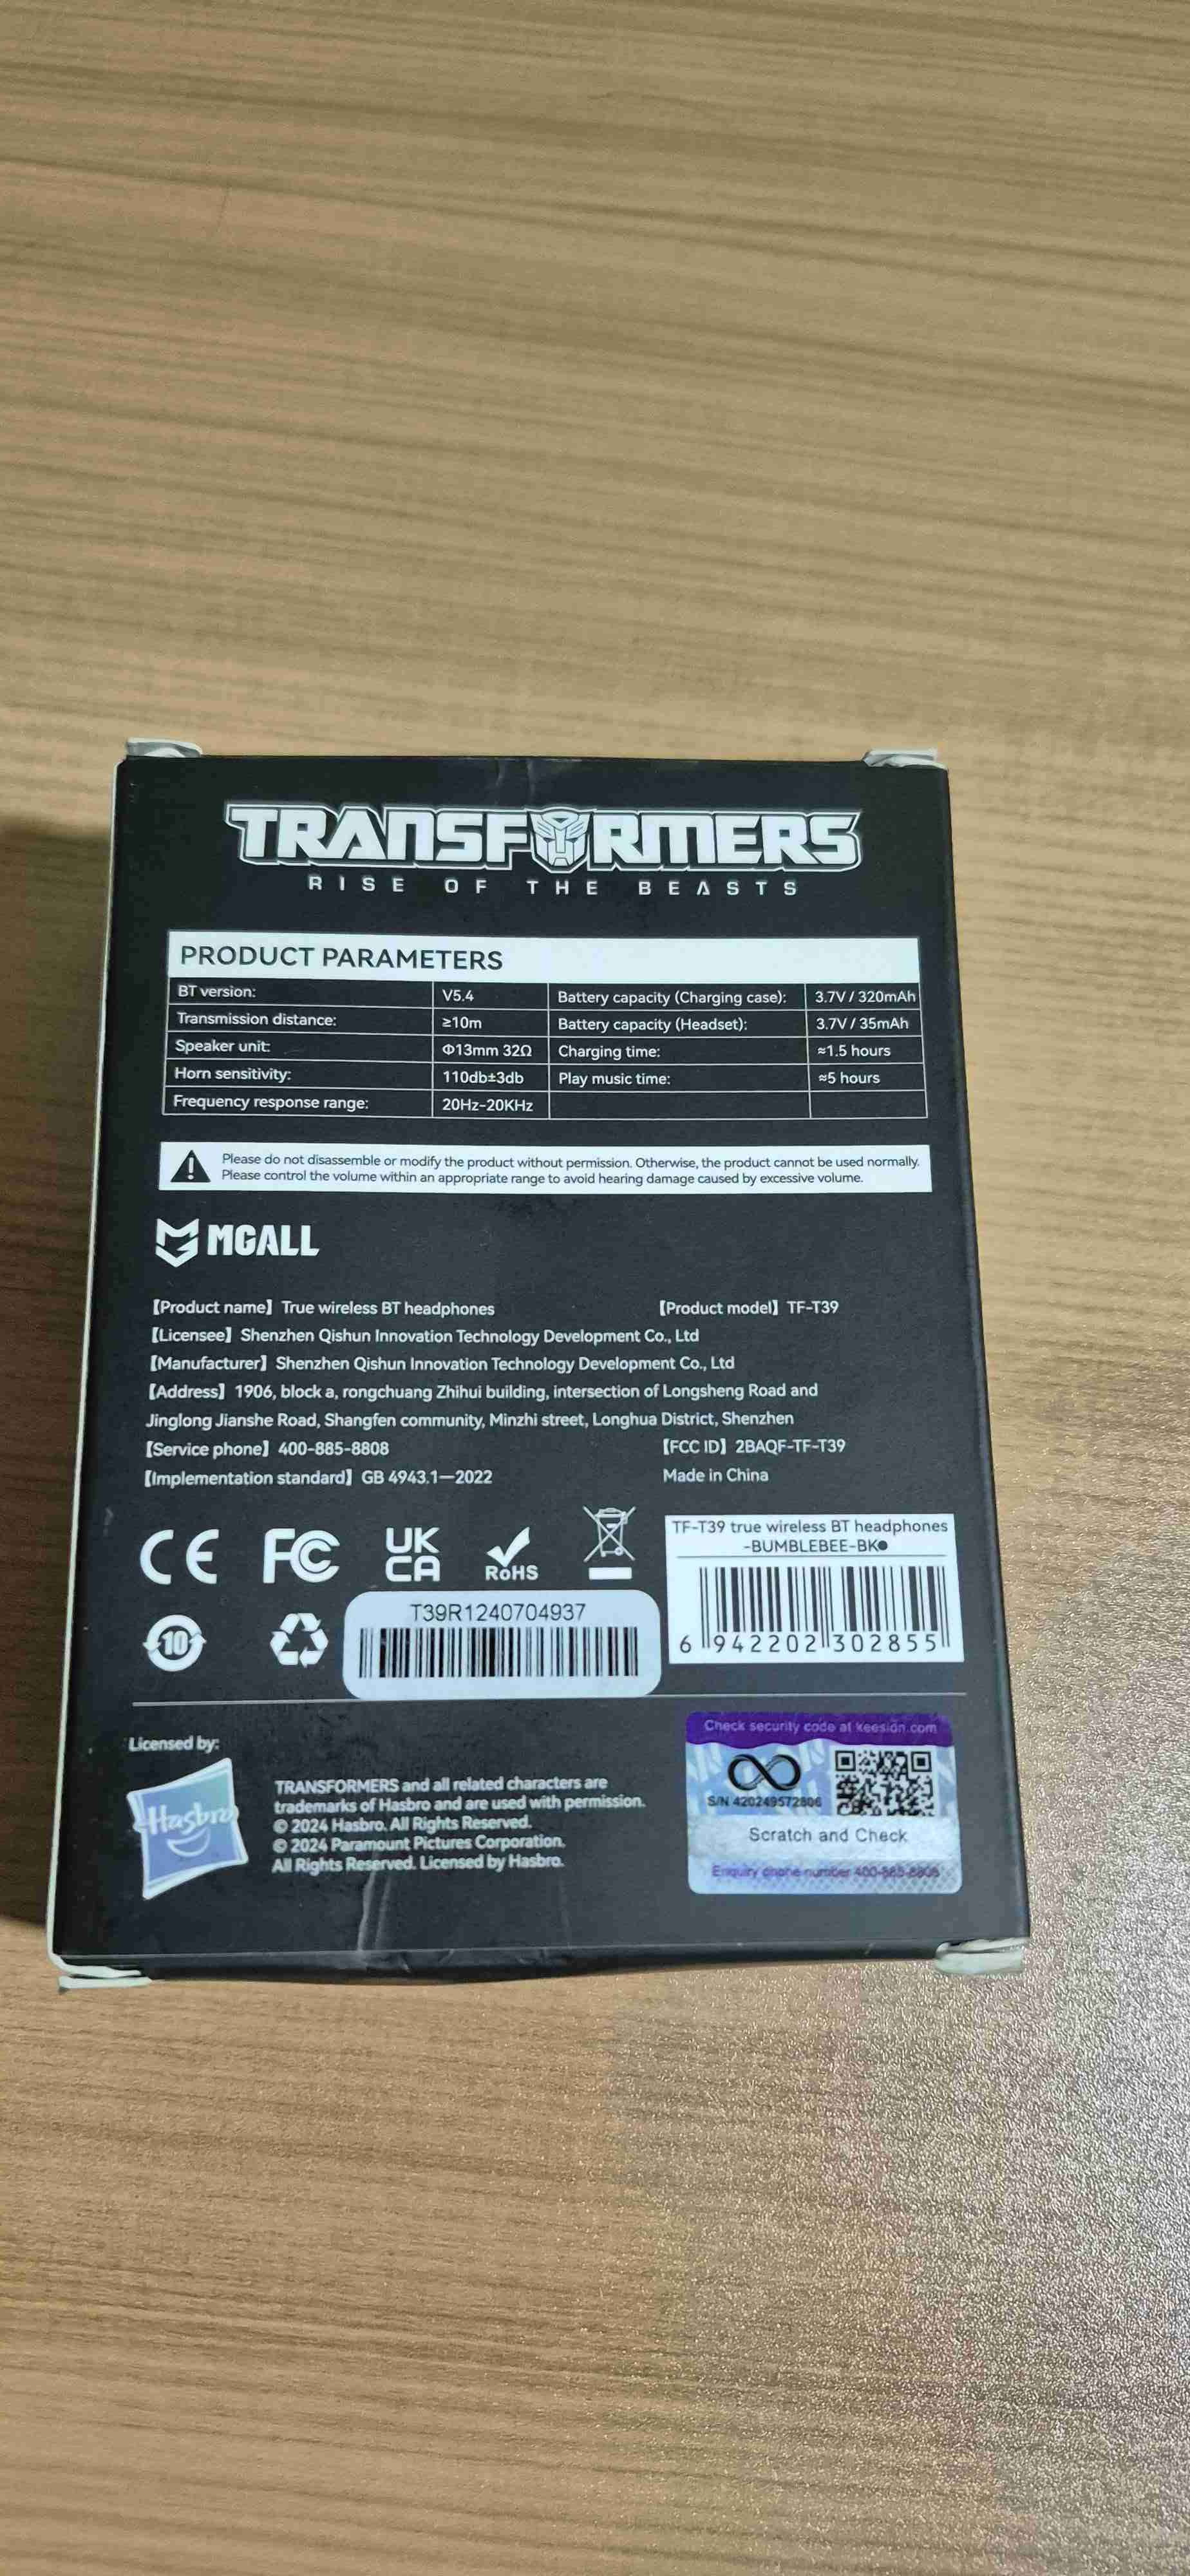 TRANSFORMERS
RISE OF THE BEASTS
PRODUCT PARAMETERS
BT version: V5.4 Battery capacity (Charging case): 3.7V / 320mAh
Transmission distance: ≥10m Battery capacity (Headset): 3.7V / 35mAh
Speaker unit: Φ13mm 32Ω Charging time: ≈1.5 hours
Horn sensitivity: 110db±3db Play music time: ≈5 hours
Frequency response range: 20Hz-20KHz
Please do not disassemble or modify the product without permission. Otherwise, the product cannot be used normally.
Please control the volume within an appropriate range to avoid hearing damage caused by excessive volume.
MGALL
【Product name】True wireless BT headphones 【Product model】TF-T39
【Licensee】Shenzhen Qishun Innovation Technology Development Co., Ltd
【Manufacturer】Shenzhen Qishun Innovation Technology Development Co., Ltd
【Address】1906, block a, rongchuang Zhihui building, intersection of Longsheng Road and
Jinglong Jianshe Road, Shangfen community, Minzhi street, Longhua District, Shenzhen
【Service phone】400-885-8808 【FCC ID】2BAQF-TF-T39
【Implementation standard】GB 4943.1—2022 Made in China
CE FC UK
CA RoHS
TF-T39 true wireless BT headphones
-BUMBLEBEE-BK●
6 942202 302855
10
T39R1240704937
Licensed by:
Hasbro
TRANSFORMERS and all related characters are
trademarks of Hasbro and are used with permission.
© 2024 Hasbro. All Rights Reserved.
© 2024 Paramount Pictures Corporation.
All Rights Reserved. Licensed by Hasbro.
Check security code at keesidn.com
S/N 420249572806
Scratch and Check
Enquiry phone number 400-885-8808